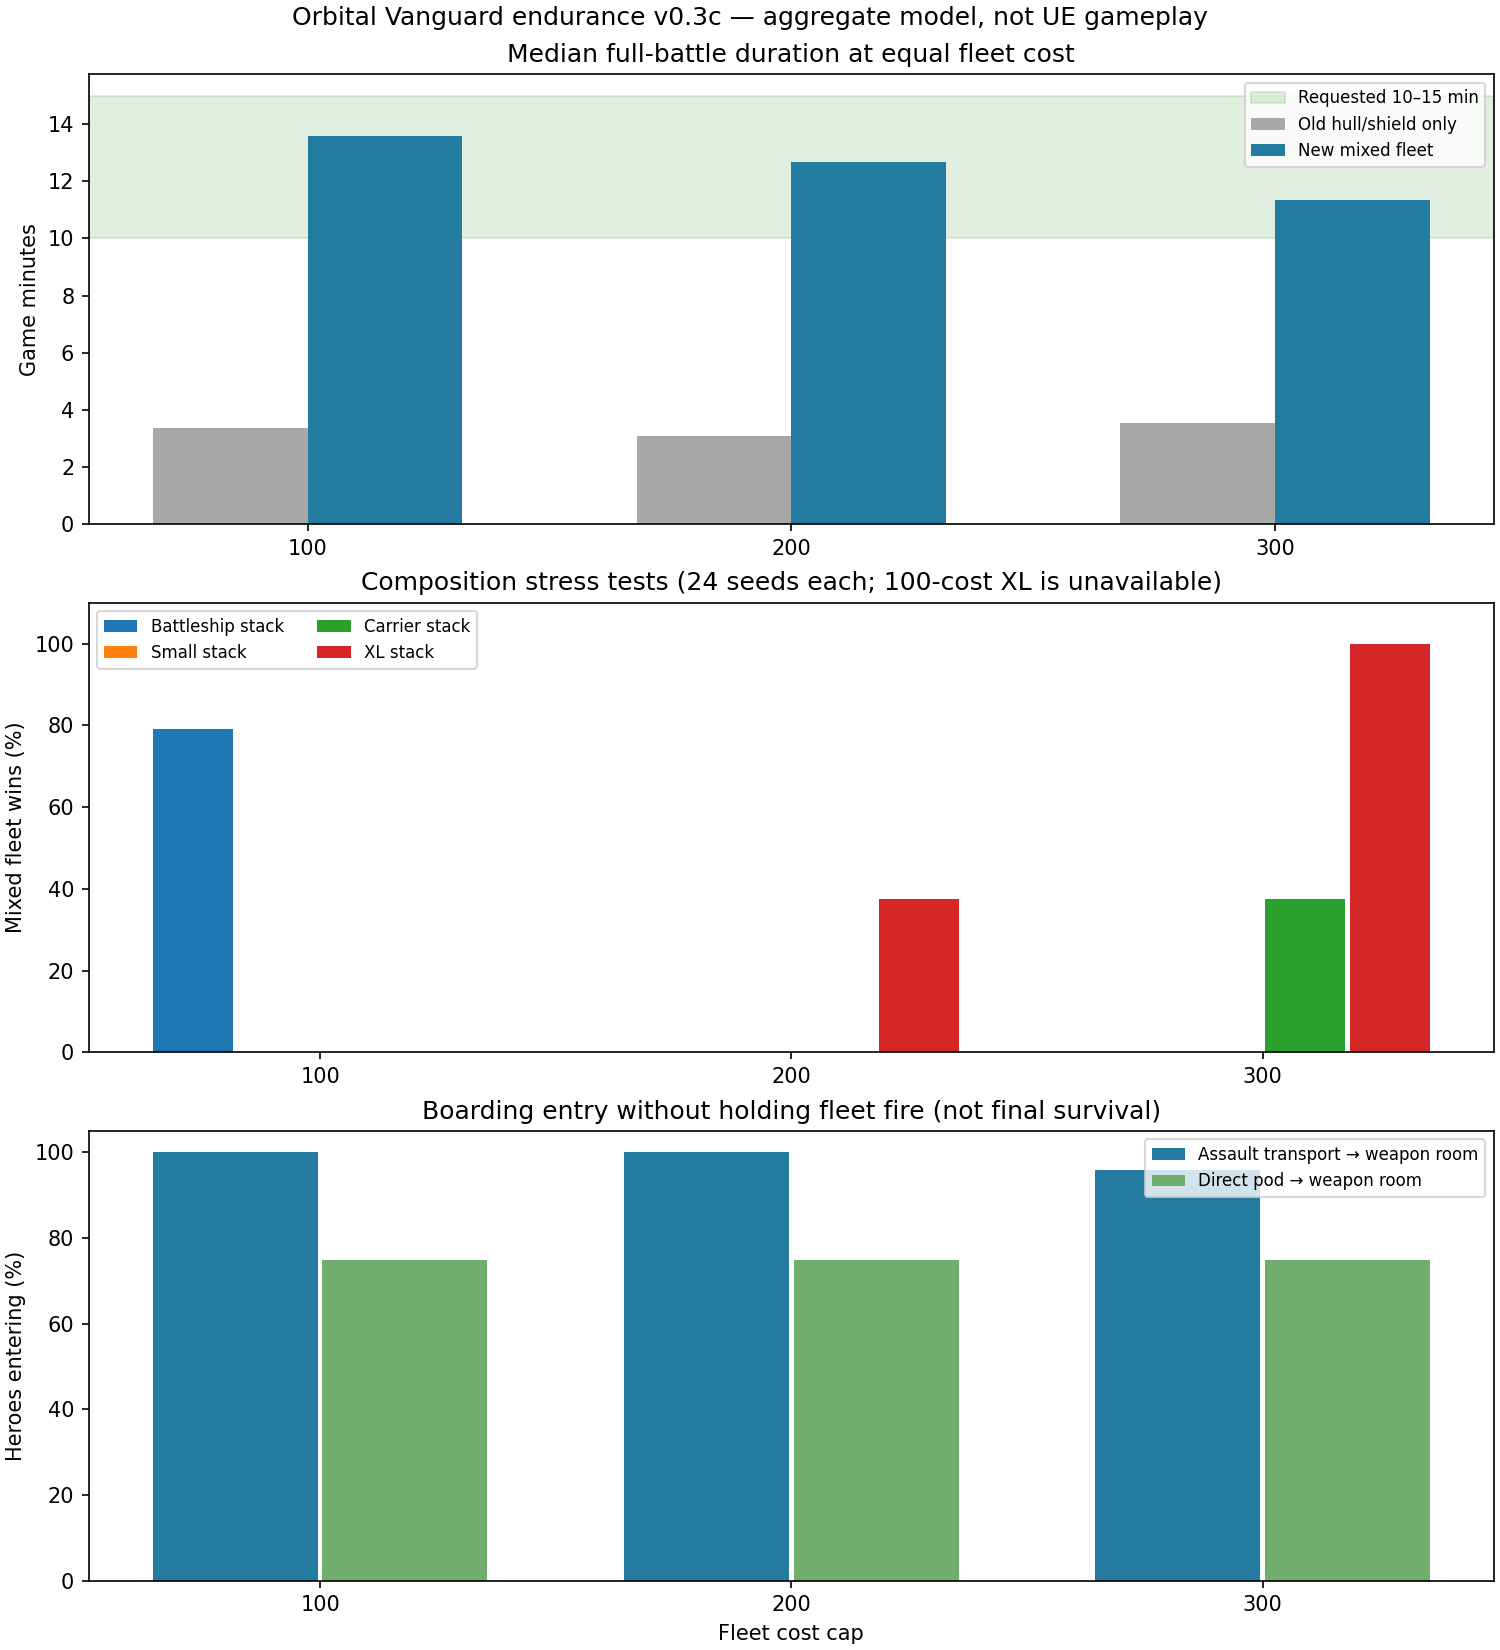 Orbital Vanguard endurance v0.3c — aggregate model, not UE gameplay
Median full-battle duration at equal fleet cost
Requested 10–15 min
Old hull/shield only
New mixed fleet
Game minutes
14
12
10
8
6
4
2
0
100
200
300
Composition stress tests (24 seeds each; 100-cost XL is unavailable)
Battleship stack
Small stack
Carrier stack
XL stack
Mixed fleet wins (%)
100
80
60
40
20
0
100
200
300
Boarding entry without holding fleet fire (not final survival)
Assault transport → weapon room
Direct pod → weapon room
Heroes entering (%)
100
80
60
40
20
0
100
200
300
Fleet cost cap